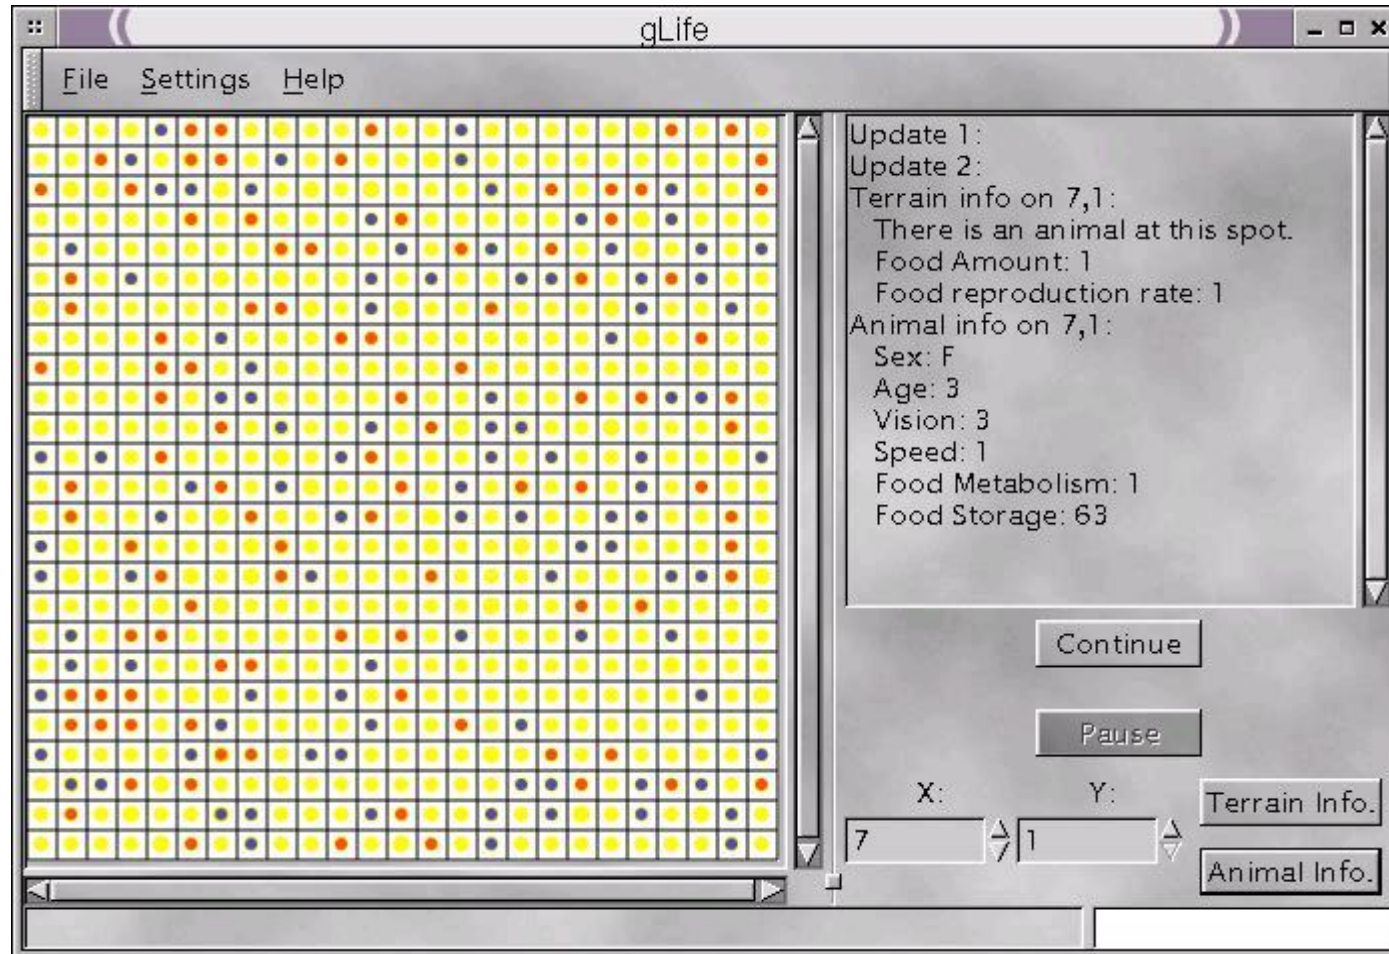 gLife
File Settings Help
Update 1:
Update 2:
Terrain info on 7,1:
There is an animal at this spot.
Food Amount: 1
Food reproduction rate: 1
Animal info on 7,1:
Sex: F
Age: 3
Vision: 3
Speed: 1
Food Metabolism: 1
Food Storage: 63
Continue
Pause
X: Y:
7 1
Terrain Info.
Animal Info.